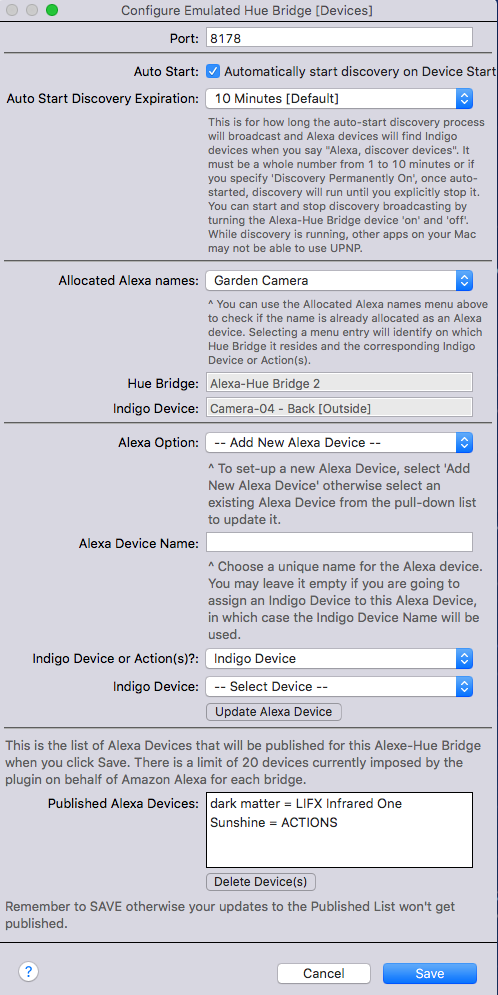 Configure Emulated Hue Bridge [Devices]
Port: 8178
Auto Start: Automatically start discovery on Device Start
Auto Start Discovery Expiration: 10 Minutes [Default]
This is for how long the auto-start discovery process
will broadcast and Alexa devices will find Indigo
devices when you say "Alexa, discover devices". It
must be a whole number from 1 to 10 minutes or if
you specify 'Discovery Permanently On', once auto-
started, discovery will run until you explicitly stop it.
You can start and stop discovery broadcasting by
turning the Alexa-Hue Bridge device 'on' and 'off'.
While discovery is running, other apps on your Mac
may not be able to use UPNP.
Allocated Alexa names: Garden Camera
^ You can use the Allocated Alexa names menu above
to check if the name is already allocated as an Alexa
device. Selecting a menu entry will identify on which
Hue Bridge it resides and the corresponding Indigo
Device or Action(s).
Hue Bridge: Alexa-Hue Bridge 2
Indigo Device: Camera-04 - Back [Outside]
Alexa Option: -- Add New Alexa Device --
^ To set-up a new Alexa Device, select 'Add
New Alexa Device' otherwise select an
existing Alexa Device from the pull-down list
to update it.
Alexa Device Name:
^ Choose a unique name for the Alexa device.
You may leave it empty if you are going to
assign an Indigo Device to this Alexa Device,
in which case the Indigo Device Name will be
used.
Indigo Device or Action(s)?: Indigo Device
Indigo Device: -- Select Device --
Update Alexa Device
This is the list of Alexa Devices that will be published for this Alexe-Hue Bridge
when you click Save. There is a limit of 20 devices currently imposed by the
plugin on behalf of Amazon Alexa for each bridge.
Published Alexa Devices: dark matter = LIFX Infrared One
Sunshine = ACTIONS
Delete Device(s)
Remember to SAVE otherwise your updates to the Published List won't get
published.
? Cancel Save